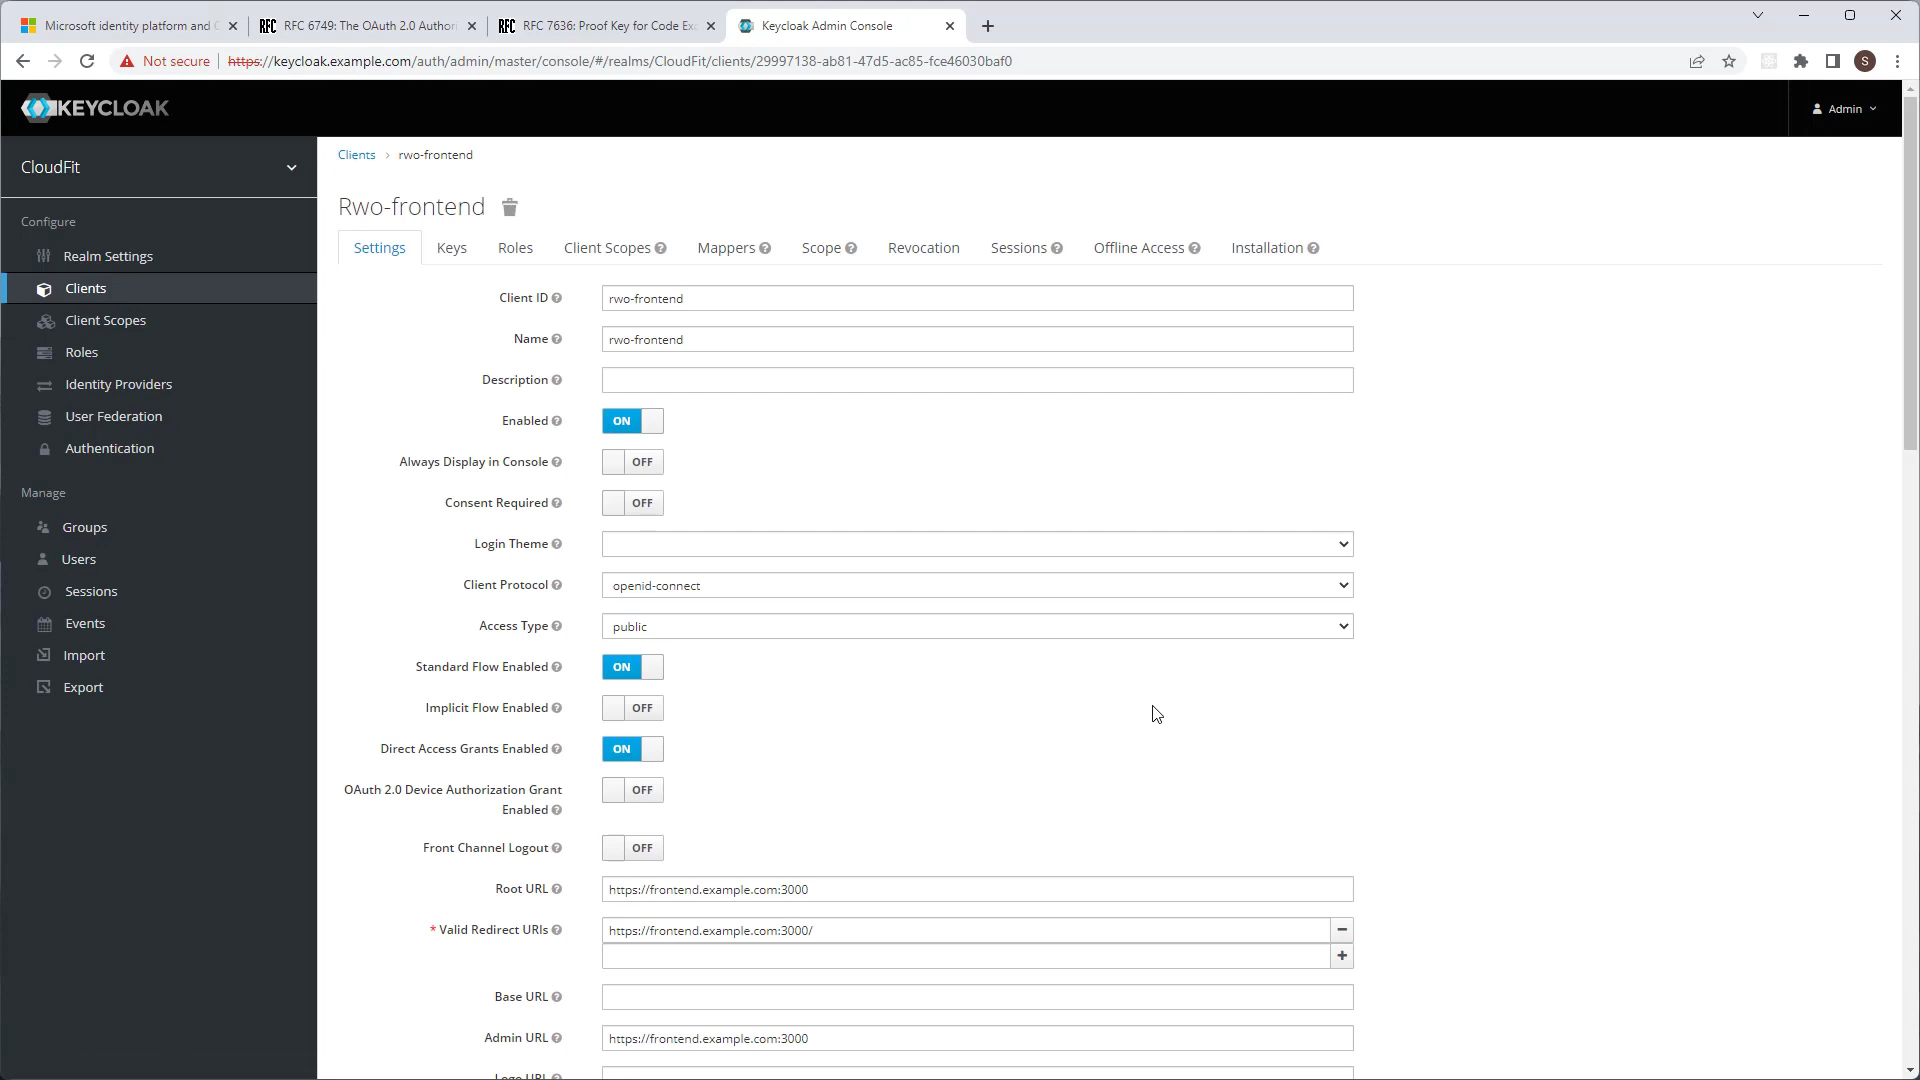 Microsoft identity platform and
RFC 6749: The OAuth 2.0 Author
RFC 7636: Proof Key for Code Exc
Keycloak Admin Console
Not secure
https://keycloak.example.com/auth/admin/master/console/#/realms/CloudFit/clients/29997138-ab81-47d5-ac85-fce46030baf0
S
KEYCLOAK
Admin
CloudFit
Configure
Realm Settings
Clients
Client Scopes
Roles
Identity Providers
User Federation
Authentication
Manage
Groups
Users
Sessions
Events
Import
Export
Clients > rwo-frontend
Rwo-frontend
Settings
Keys
Roles
Client Scopes
Mappers
Scope
Revocation
Sessions
Offline Access
Installation
Client ID
rwo-frontend
Name
rwo-frontend
Description
Enabled
ON
Always Display in Console
OFF
Consent Required
OFF
Login Theme
Client Protocol
openid-connect
Access Type
public
Standard Flow Enabled
ON
Implicit Flow Enabled
OFF
Direct Access Grants Enabled
ON
OAuth 2.0 Device Authorization Grant
Enabled
OFF
Front Channel Logout
OFF
Root URL
https://frontend.example.com:3000
* Valid Redirect URIs
https://frontend.example.com:3000/
Base URL
Admin URL
https://frontend.example.com:3000
Logo URL